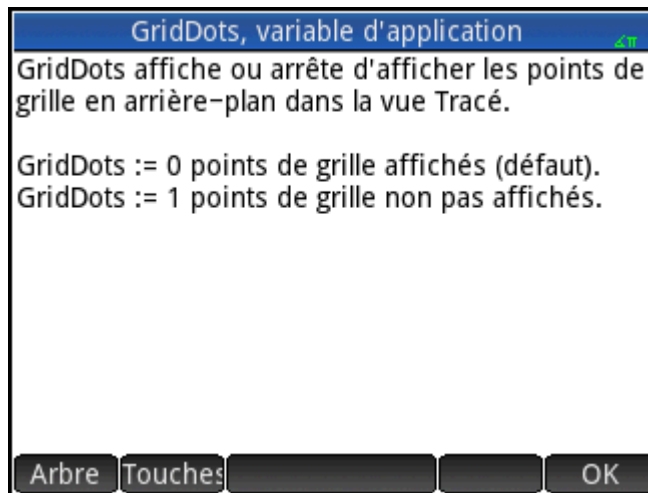 GridDots, variable d'application
∡π
GridDots affiche ou arrête d'afficher les points de
grille en arrière-plan dans la vue Tracé.
GridDots := 0 points de grille affichés (défaut).
GridDots := 1 points de grille non pas affichés.
Arbre Touches OK